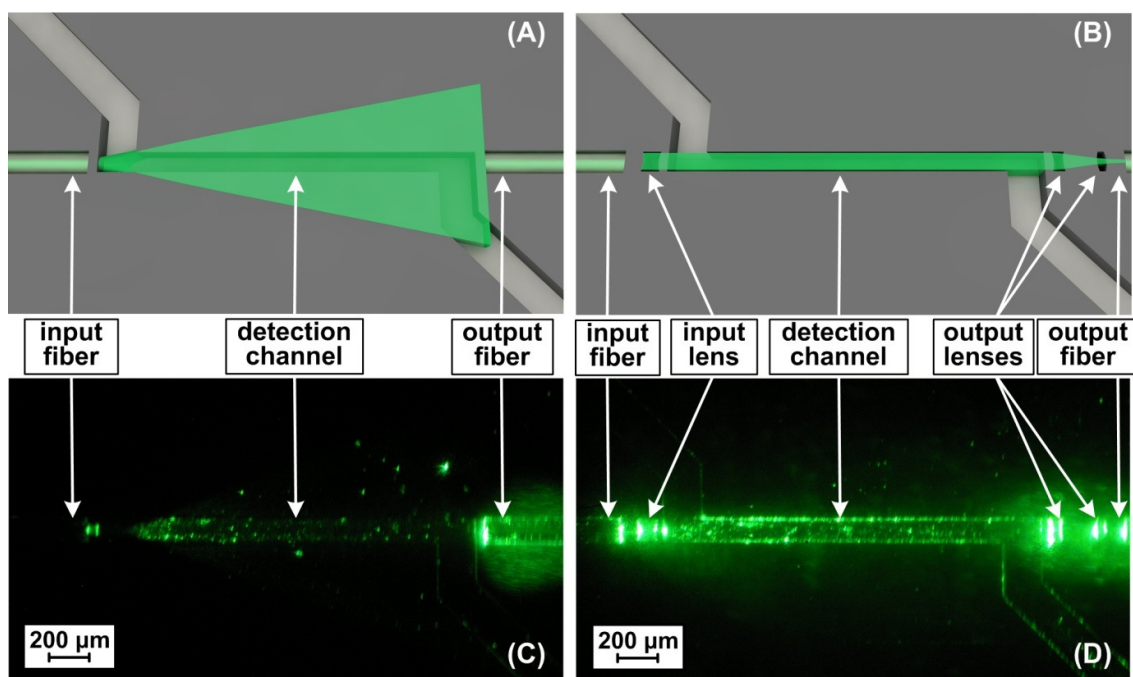 (A)
(B)
input
fiber
detection
channel
output
fiber
input
fiber
input
lens
detection
channel
output
lenses
output
fiber
200 µm
(C)
200 µm
(D)